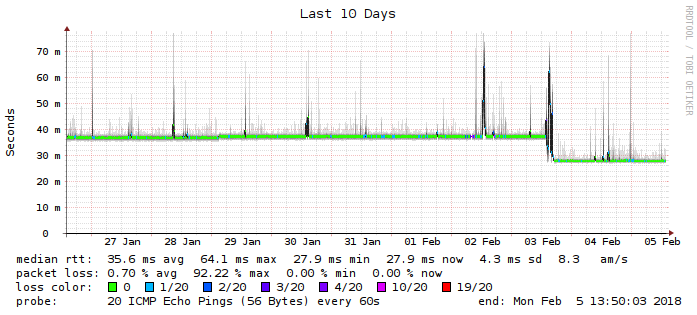 Last 10 Days
RRDTOOL / TOBI OETIKER
Seconds
70 m
60 m
50 m
40 m
30 m
20 m
10 m
0
27 Jan 28 Jan 29 Jan 30 Jan 31 Jan 01 Feb 02 Feb 03 Feb 04 Feb 05 Feb
median rtt: 35.6 ms avg 64.1 ms max 27.9 ms min 27.9 ms now 4.3 ms sd 8.3 am/s
packet loss: 0.70 % avg 92.22 % max 0.00 % min 0.00 % now
loss color: 0 1/20 2/20 3/20 4/20 10/20 19/20
probe: 20 ICMP Echo Pings (56 Bytes) every 60s end: Mon Feb 5 13:50:03 2018